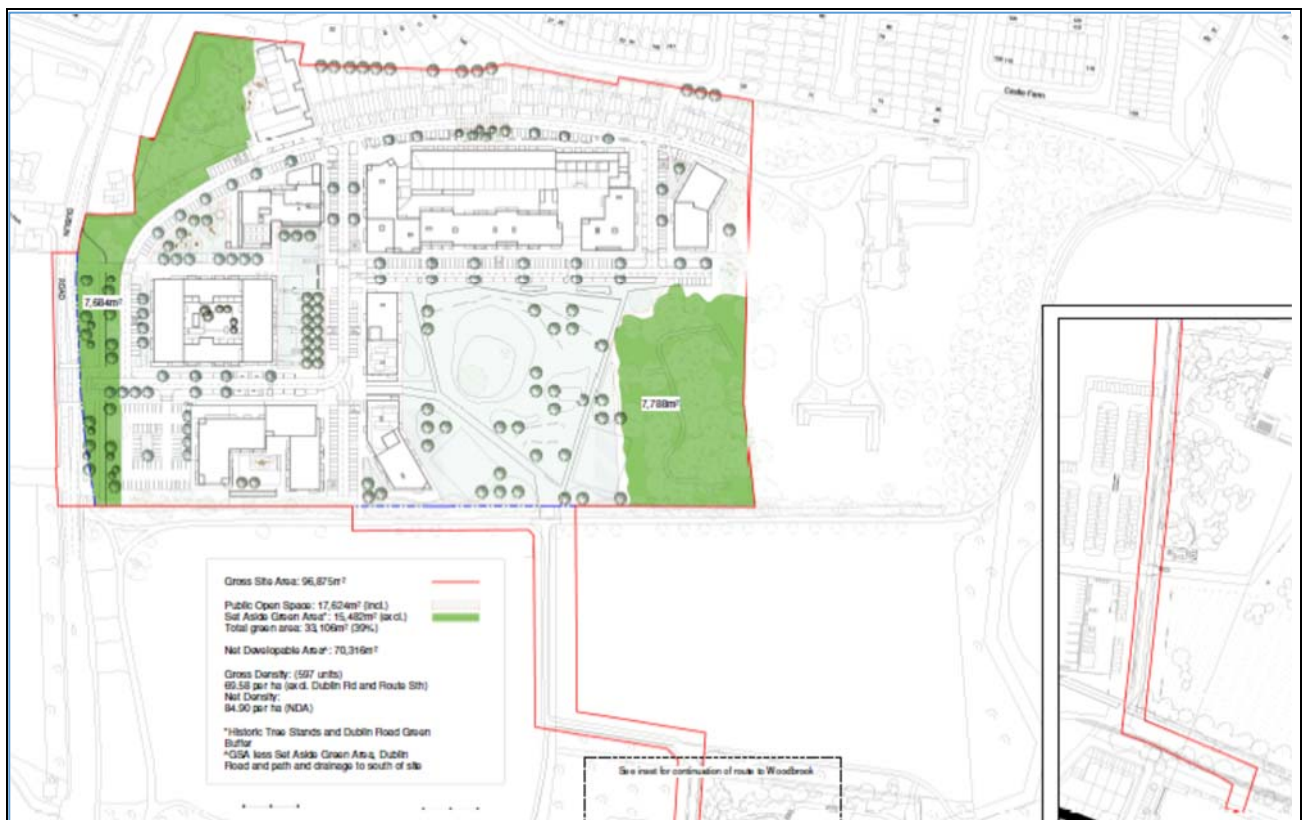 Castle Farm
DUBLIN
ROAD
7,684m²
7,788m²
Gross Site Area: 96,875m²
Public Open Space: 17,624m² (incl.)
Set Aside Green Area*: 15,482m² (excl.)
Total green area: 33,106m² (39%)
Net Developable Area^: 70,316m²
Gross Density: (597 units)
69.58 per ha (excl. Dublin Rd and Route Sth)
Net Density:
84.90 per ha (NDA)
*Historic Tree Stands and Dublin Road Green
Buffer
^GSA less Set Aside Green Area, Dublin
Road and path and drainage to south of site
See inset for continuation of route to Woodbrook